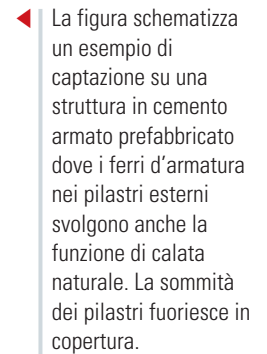 La figura schematizza
un esempio di
captazione su una
struttura in cemento
armato prefabbricato
dove i ferri d’armatura
nei pilastri esterni
svolgono anche la
funzione di calata
naturale. La sommità
dei pilastri fuoriesce in
copertura.